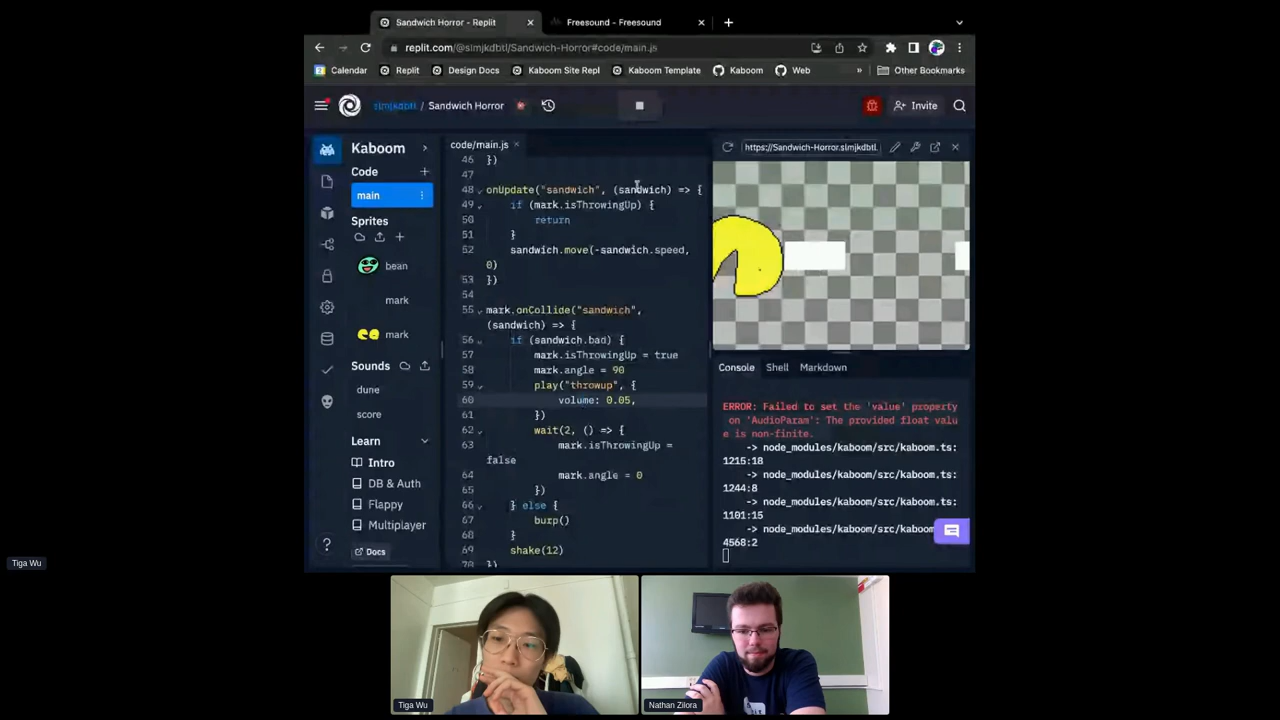 Sandwich Horror - Replit
Freesound - Freesound
replit.com/@slmjkdbtl/Sandwich-Horror#code/main.js
Calendar
Replit
Design Docs
Kaboom Site Repl
Kaboom Template
Kaboom
Web
»
Other Bookmarks
slmjkdbtl / Sandwich Horror
Invite
Kaboom
Code
main
Sprites
bean
mark
mark
Sounds
dune
score
Learn
Intro
DB & Auth
Flappy
Multiplayer
Docs
code/main.js
46 })
47
48 onUpdate("sandwich", (sandwich) => {
49 if (mark.isThrowingUp) {
50 return
51 }
52 sandwich.move(-sandwich.speed,
0)
53 })
54
55 mark.onCollide("sandwich",
(sandwich) => {
56 if (sandwich.bad) {
57 mark.isThrowingUp = true
58 mark.angle = 90
59 play("throwup", {
60 volume: 0.05,
61 })
62 wait(2, () => {
63 mark.isThrowingUp =
false
64 mark.angle = 0
65 })
66 } else {
67 burp()
68 }
69 shake(12)
70 })
https://Sandwich-Horror.slmjkdbtl.
Console
Shell
Markdown
ERROR: Failed to set the 'value' property
on 'AudioParam': The provided float valu
e is non-finite.
-> node_modules/kaboom/src/kaboom.ts:
1215:18
-> node_modules/kaboom/src/kaboom.ts:
1244:8
-> node_modules/kaboom/src/kaboom.ts:
1101:15
-> node_modules/kaboom/src/kaboom
4568:2
Tiga Wu
Tiga Wu
Nathan Zilora